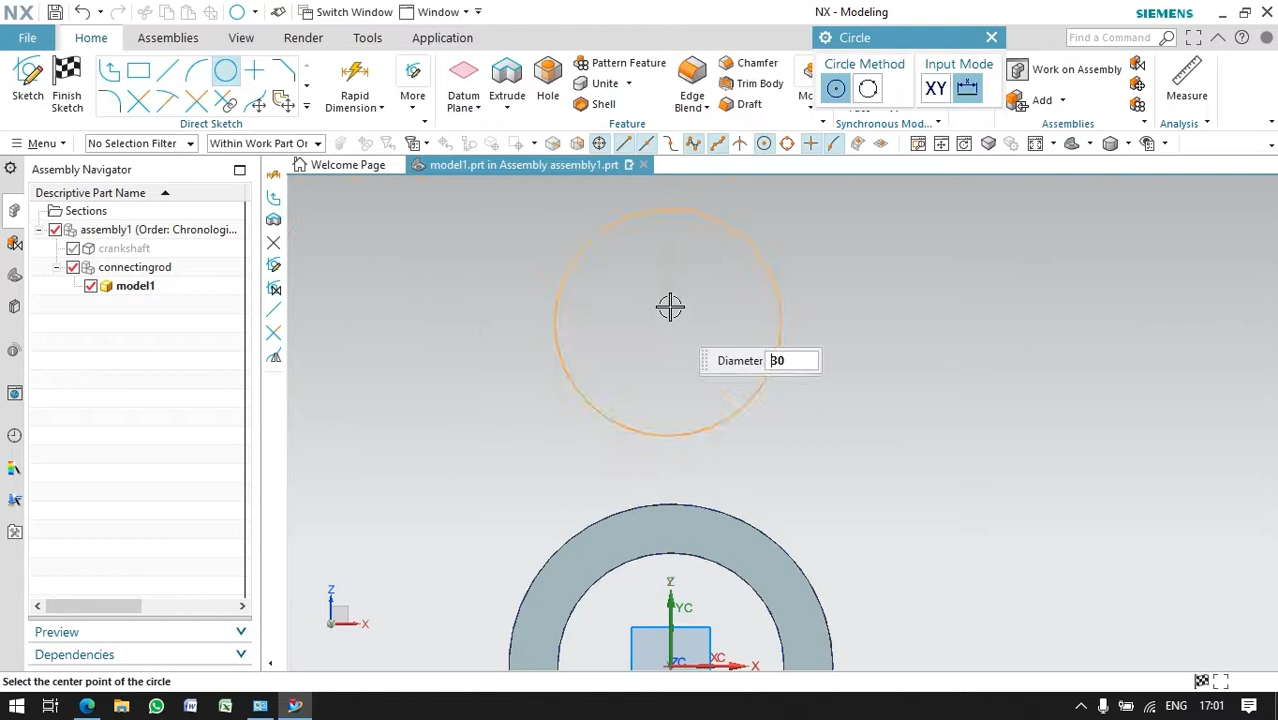 NX
Switch Window
Window
NX - Modeling
SIEMENS
File
Home
Assemblies
View
Render
Tools
Application
Circle
Find a Command
Sketch
Finish
Sketch
Rapid
Dimension
More
Datum
Plane
Extrude
Hole
Pattern Feature
Unite
Shell
Edge
Blend
Chamfer
Trim Body
Draft
Mo
Circle Method
Input Mode
XY
Work on Assembly
Add
Measure
Direct Sketch
Feature
Synchronous Mod...
Assemblies
Analysis
Menu
No Selection Filter
Within Work Part On
Assembly Navigator
Welcome Page
model1.prt in Assembly assembly1.prt
Descriptive Part Name
Sections
assembly1 (Order: Chronologi...
crankshaft
connectingrod
model1
Diameter 30
Z
YC
Z
X
ZC
XC
X
Preview
Dependencies
Select the center point of the circle
ENG
17:01